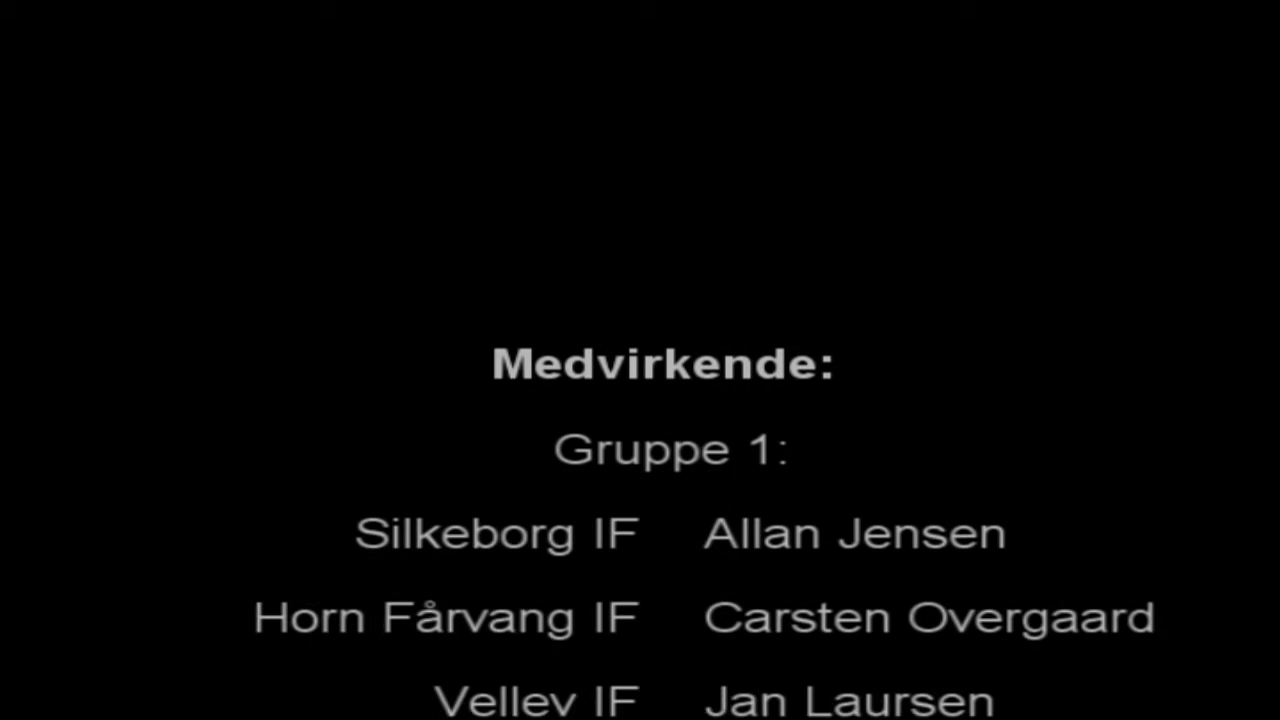 Medvirkende:
Gruppe 1:
Silkeborg IF Allan Jensen
Horn Fårvang IF Carsten Overgaard
Vellev IF Jan Laursen